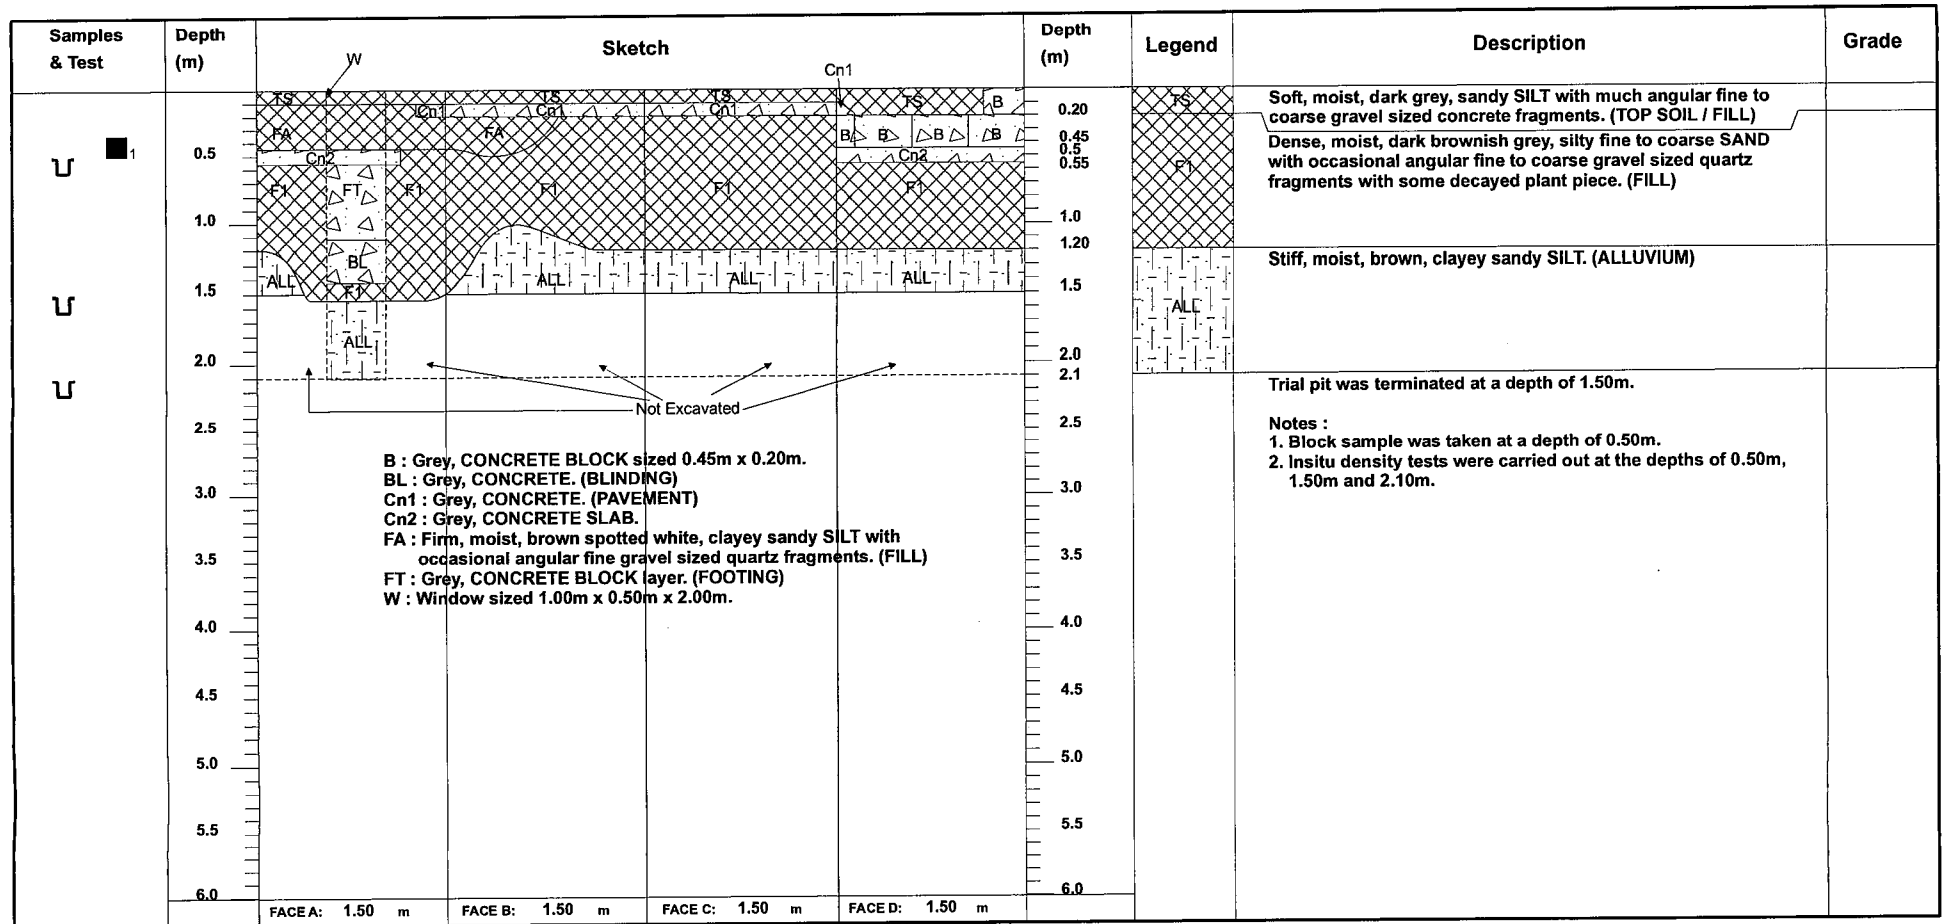 Samples & Test
Depth (m)
Sketch
Depth (m)
Legend
Description
Grade
W
Cn1
TS
TS
TS
TS
B
Cn1
Cn1
Cn1
FA
FA
B
B
B
B
Cn2
Cn2
F1
FT
F1
F1
F1
F1
BL
F1
ALL
ALL
ALL
ALL
ALL
Not Excavated
1
0.5
1.0
1.5
2.0
2.5
3.0
3.5
4.0
4.5
5.0
5.5
6.0
B : Grey, CONCRETE BLOCK sized 0.45m x 0.20m.
BL : Grey, CONCRETE. (BLINDING)
Cn1 : Grey, CONCRETE. (PAVEMENT)
Cn2 : Grey, CONCRETE SLAB.
FA : Firm, moist, brown spotted white, clayey sandy SILT with
occasional angular fine gravel sized quartz fragments. (FILL)
FT : Grey, CONCRETE BLOCK layer. (FOOTING)
W : Window sized 1.00m x 0.50m x 2.00m.
FACE A: 1.50 m
FACE B: 1.50 m
FACE C: 1.50 m
FACE D: 1.50 m
0.20
0.45
0.5
0.55
1.0
1.20
1.5
2.0
2.1
2.5
3.0
3.5
4.0
4.5
5.0
5.5
6.0
TS
F1
ALL
Soft, moist, dark grey, sandy SILT with much angular fine to
coarse gravel sized concrete fragments. (TOP SOIL / FILL)
Dense, moist, dark brownish grey, silty fine to coarse SAND
with occasional angular fine to coarse gravel sized quartz
fragments with some decayed plant piece. (FILL)
Stiff, moist, brown, clayey sandy SILT. (ALLUVIUM)
Trial pit was terminated at a depth of 1.50m.
Notes :
1. Block sample was taken at a depth of 0.50m.
2. Insitu density tests were carried out at the depths of 0.50m,
1.50m and 2.10m.